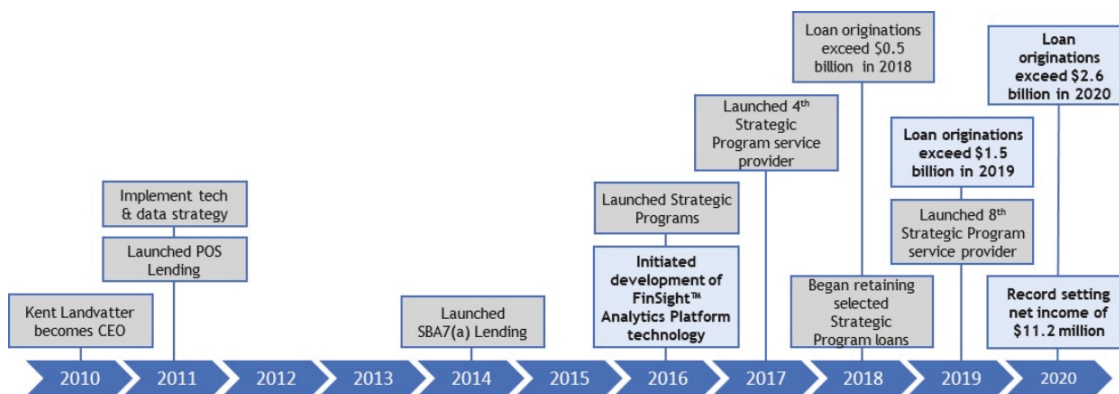 Kent Landvatter
becomes CEO
Implement tech
& data strategy
Launched POS
Lending
Launched
SBA7(a) Lending
Launched Strategic
Programs
Initiated
development of
FinSight™
Analytics Platform
technology
Launched 4th
Strategic
Program service
provider
Loan originations
exceed $0.5
billion in 2018
Began retaining
selected
Strategic
Program loans
Loan originations
exceed $1.5
billion in 2019
Launched 8th
Strategic Program
service provider
Loan
originations
exceed $2.6
billion in 2020
Record setting
net income of
$11.2 million
2010 2011 2012 2013 2014 2015 2016 2017 2018 2019 2020